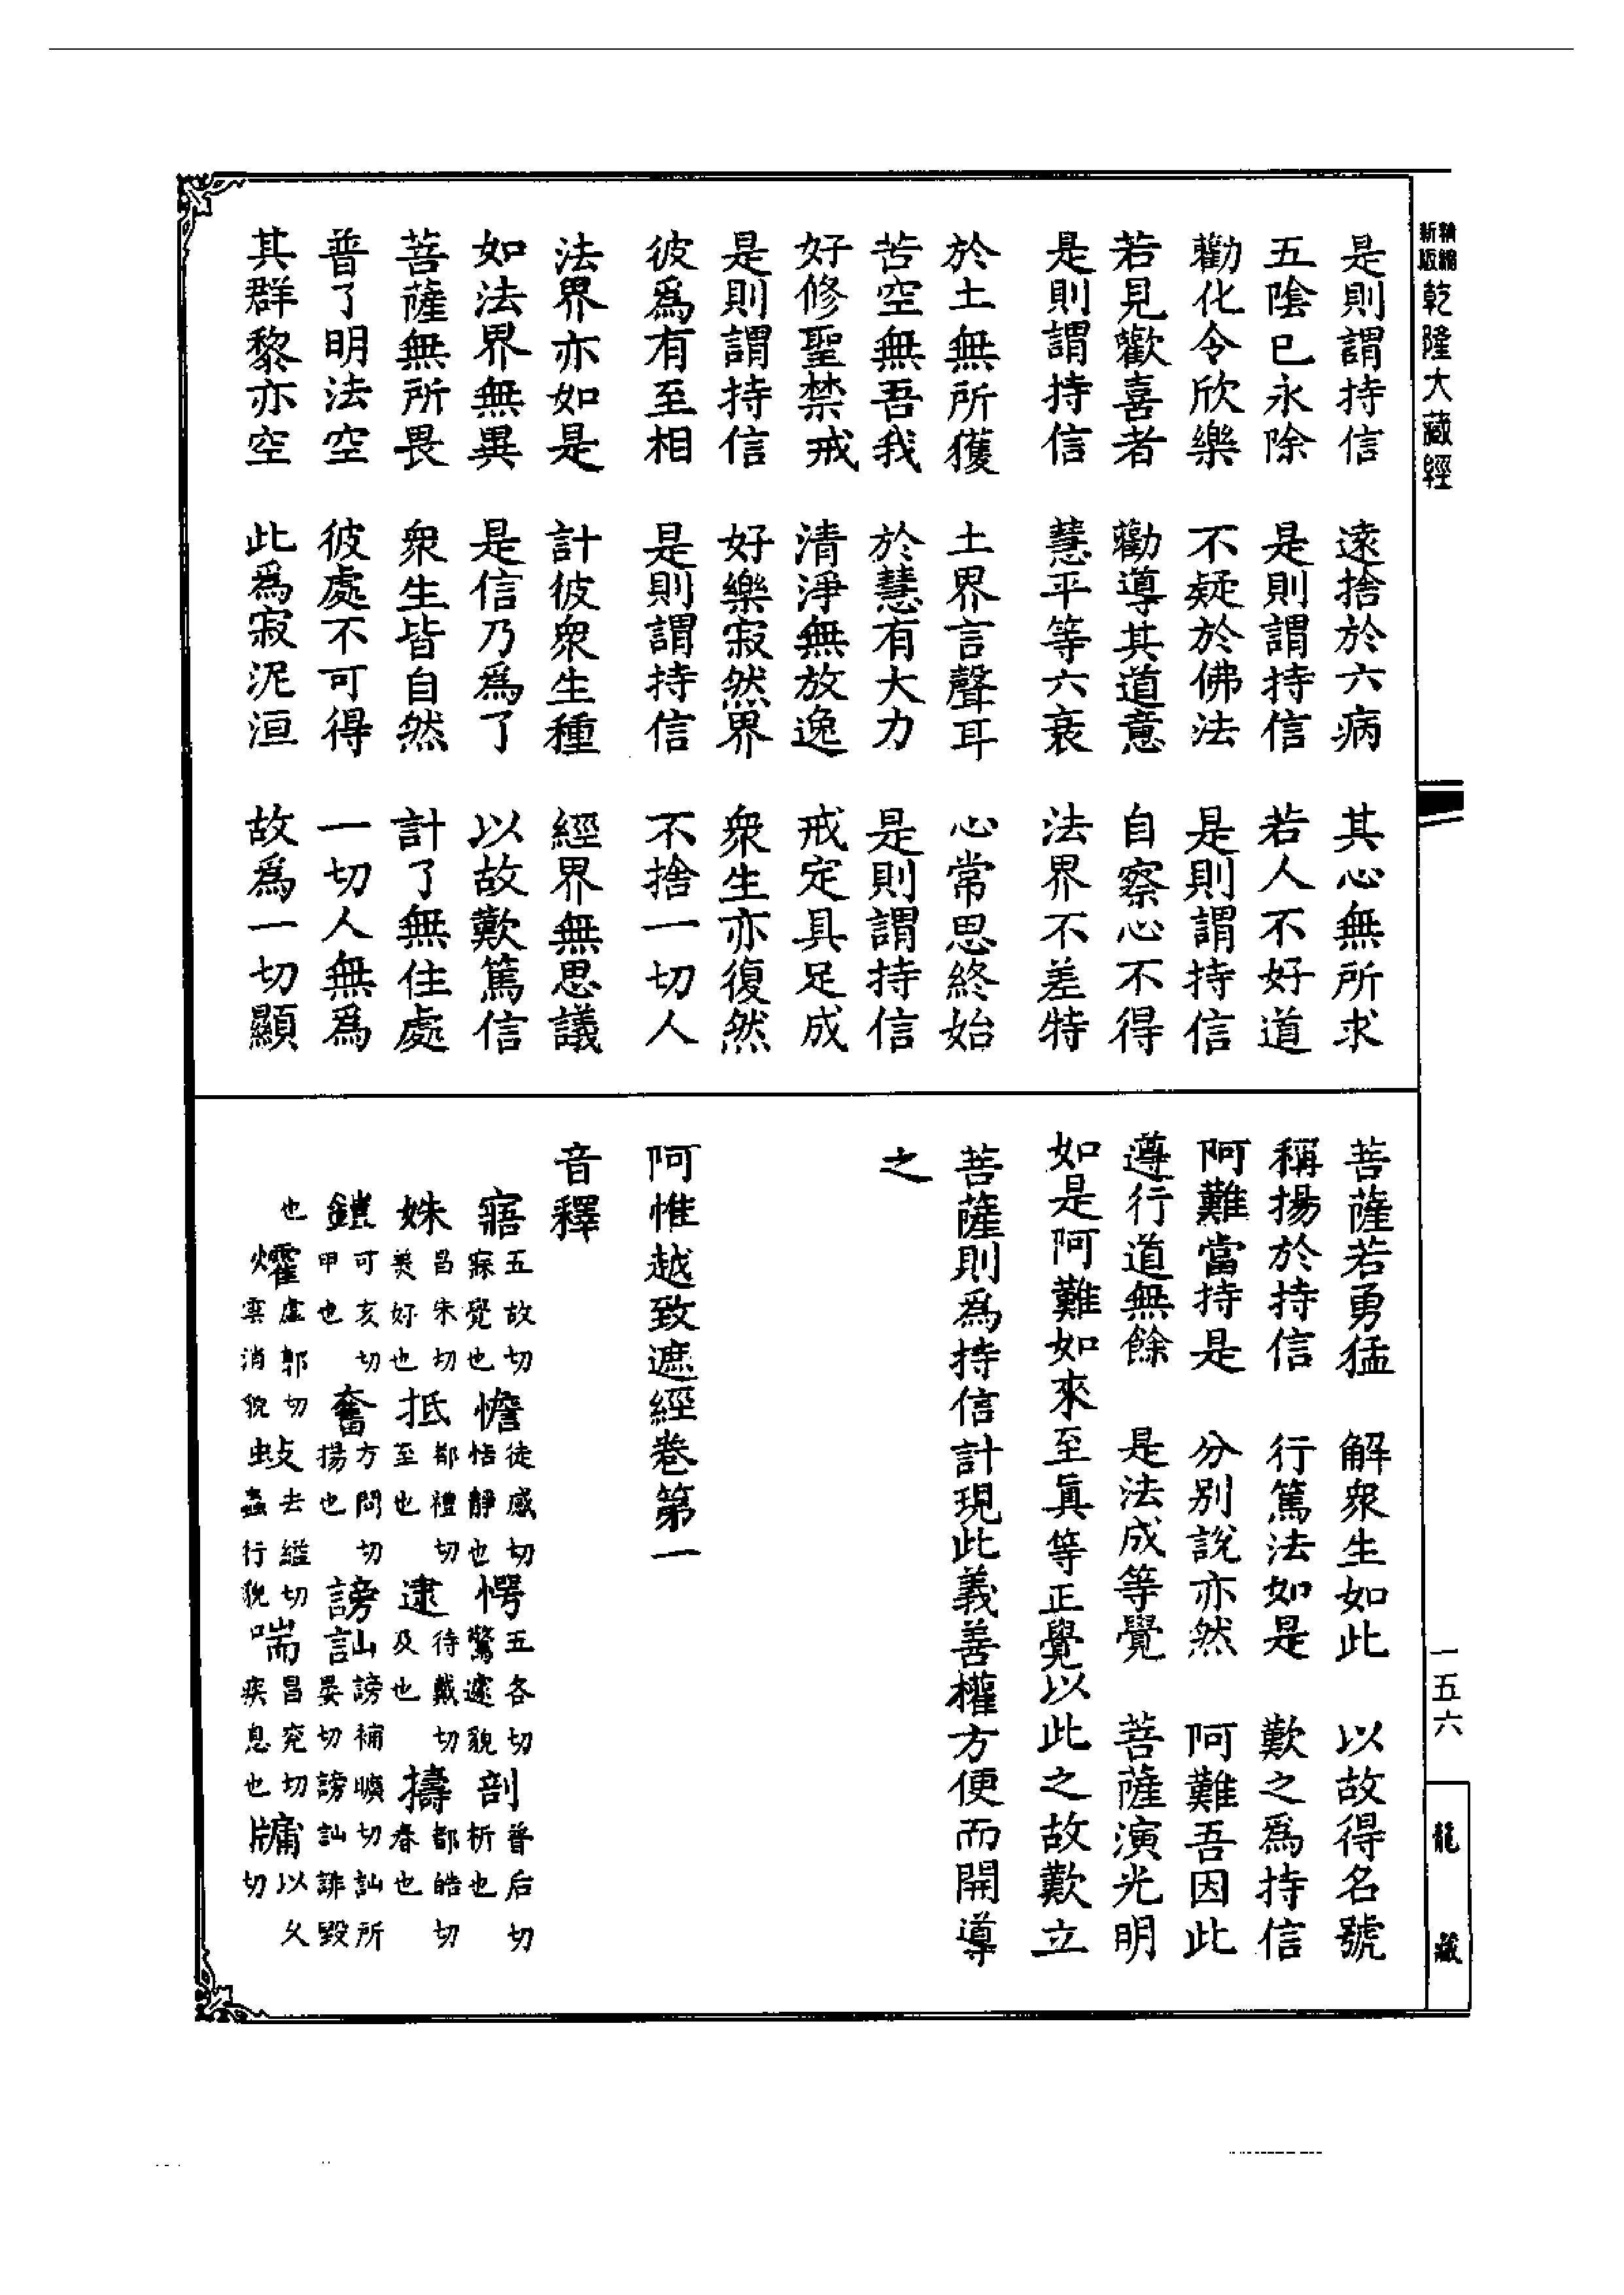 新編縮版乾隆大藏經
是則謂持信　遠捨於六病　其心無所求
五陰已永除　是則謂持信　若人不好道
勸化令欣樂　不疑於佛法　是則謂持信
若見歡喜者　勸導其道意　自察心不得
是則謂持信　慧平等六衰　法界不差特
於土無所獲　土界言聲耳　心常思終始
苦空無吾我　於慧有大力　是則謂持信
好修聖禁戒　清淨無放逸　戒定具足成
是則謂持信　好樂寂然界　衆生亦復然
彼爲有至相　是則謂持信　不捨一切人
法界亦如是　計彼衆生種　經界無思議
如法界無異　是信乃爲了　以故歎篤信
菩薩無所畏　衆生皆自然　計了無住處
普了明法空　彼處不可得　一切人無爲
其群黎亦空　此爲寂泥洹　故爲一切顯
菩薩若勇猛　解衆生如此　以故得名號
稱揚於持信　行篤法如是　歎之爲持信
阿難當持是　分別說亦然　阿難吾因此
遵行道無餘　是法成等覺　菩薩演光明
如是阿難如來至眞等正覺以此之故歎立
菩薩則爲持信計現此義善權方便而開導
之
阿惟越致遮經卷第一
音釋
寤五故切寐覺也憺徒感切恬靜也愕五各切驚遽貌剖普后切析也
姝昌朱切美好也抵都禮切至也逮待戴切及也擣都皓切舂也
鎧可亥切甲也奮方問切揚也謗訕謗補曠切訕所晏切謗訕誹毀
也㸌虛郭切雲消貌蚑去縊切蟲行貌喘昌兖切疾息也牗以久切
一五六
龍藏